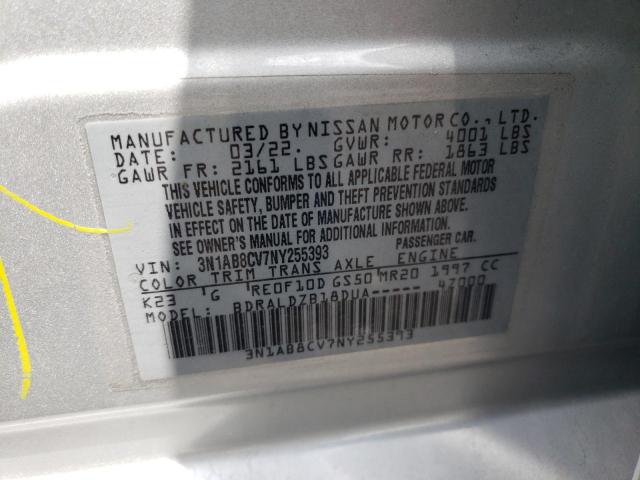 MANUFACTURED BY NISSAN MOTOR CO., LTD.
DATE: 03/22. GVWR: 4001 LBS
GAWR FR: 2161 LBS GAWR RR: 1863 LBS
THIS VEHICLE CONFORMS TO ALL APPLICABLE FEDERAL MOTOR
VEHICLE SAFETY, BUMPER AND THEFT PREVENTION STANDARDS
IN EFFECT ON THE DATE OF MANUFACTURE SHOWN ABOVE.
SEE OWNER'S MANUAL FOR ADDITIONAL INFORMATION.
VIN: 3N1AB8CV7NY255393 PASSENGER CAR.
COLOR TRIM TRANS AXLE ENGINE
K23 G RE0F10D GS50 MR20 1997 CC
MODEL: BDRALDZB18DUA----- 4Z000
3N1AB8CV7NY255393